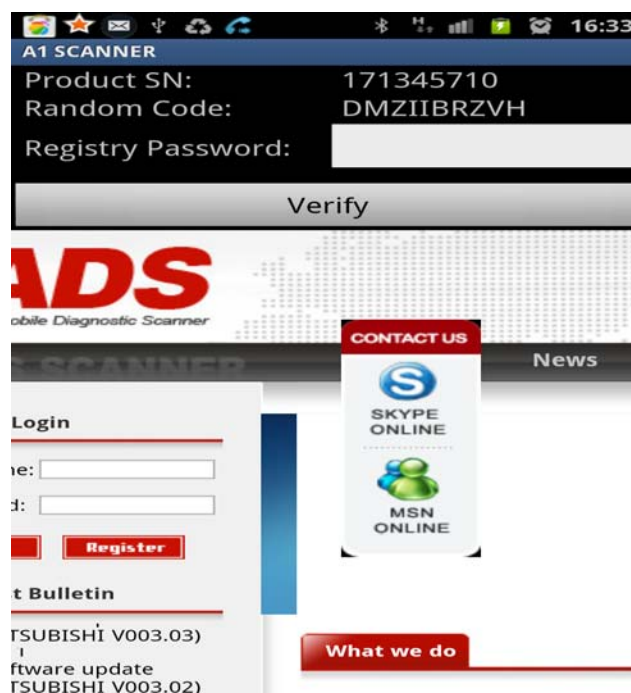 16:33
A1 SCANNER
Product SN: 171345710
Random Code: DMZIIBRZVH
Registry Password:
Verify
ADS
obile Diagnostic Scanner
CONTACT US
S SCANNER
News
SKYPE
ONLINE
MSN
ONLINE
Login
ne:
d:
Register
t Bulletin
TSUBISHI V003.03)
ftware update
TSUBISHI V003.02)
What we do